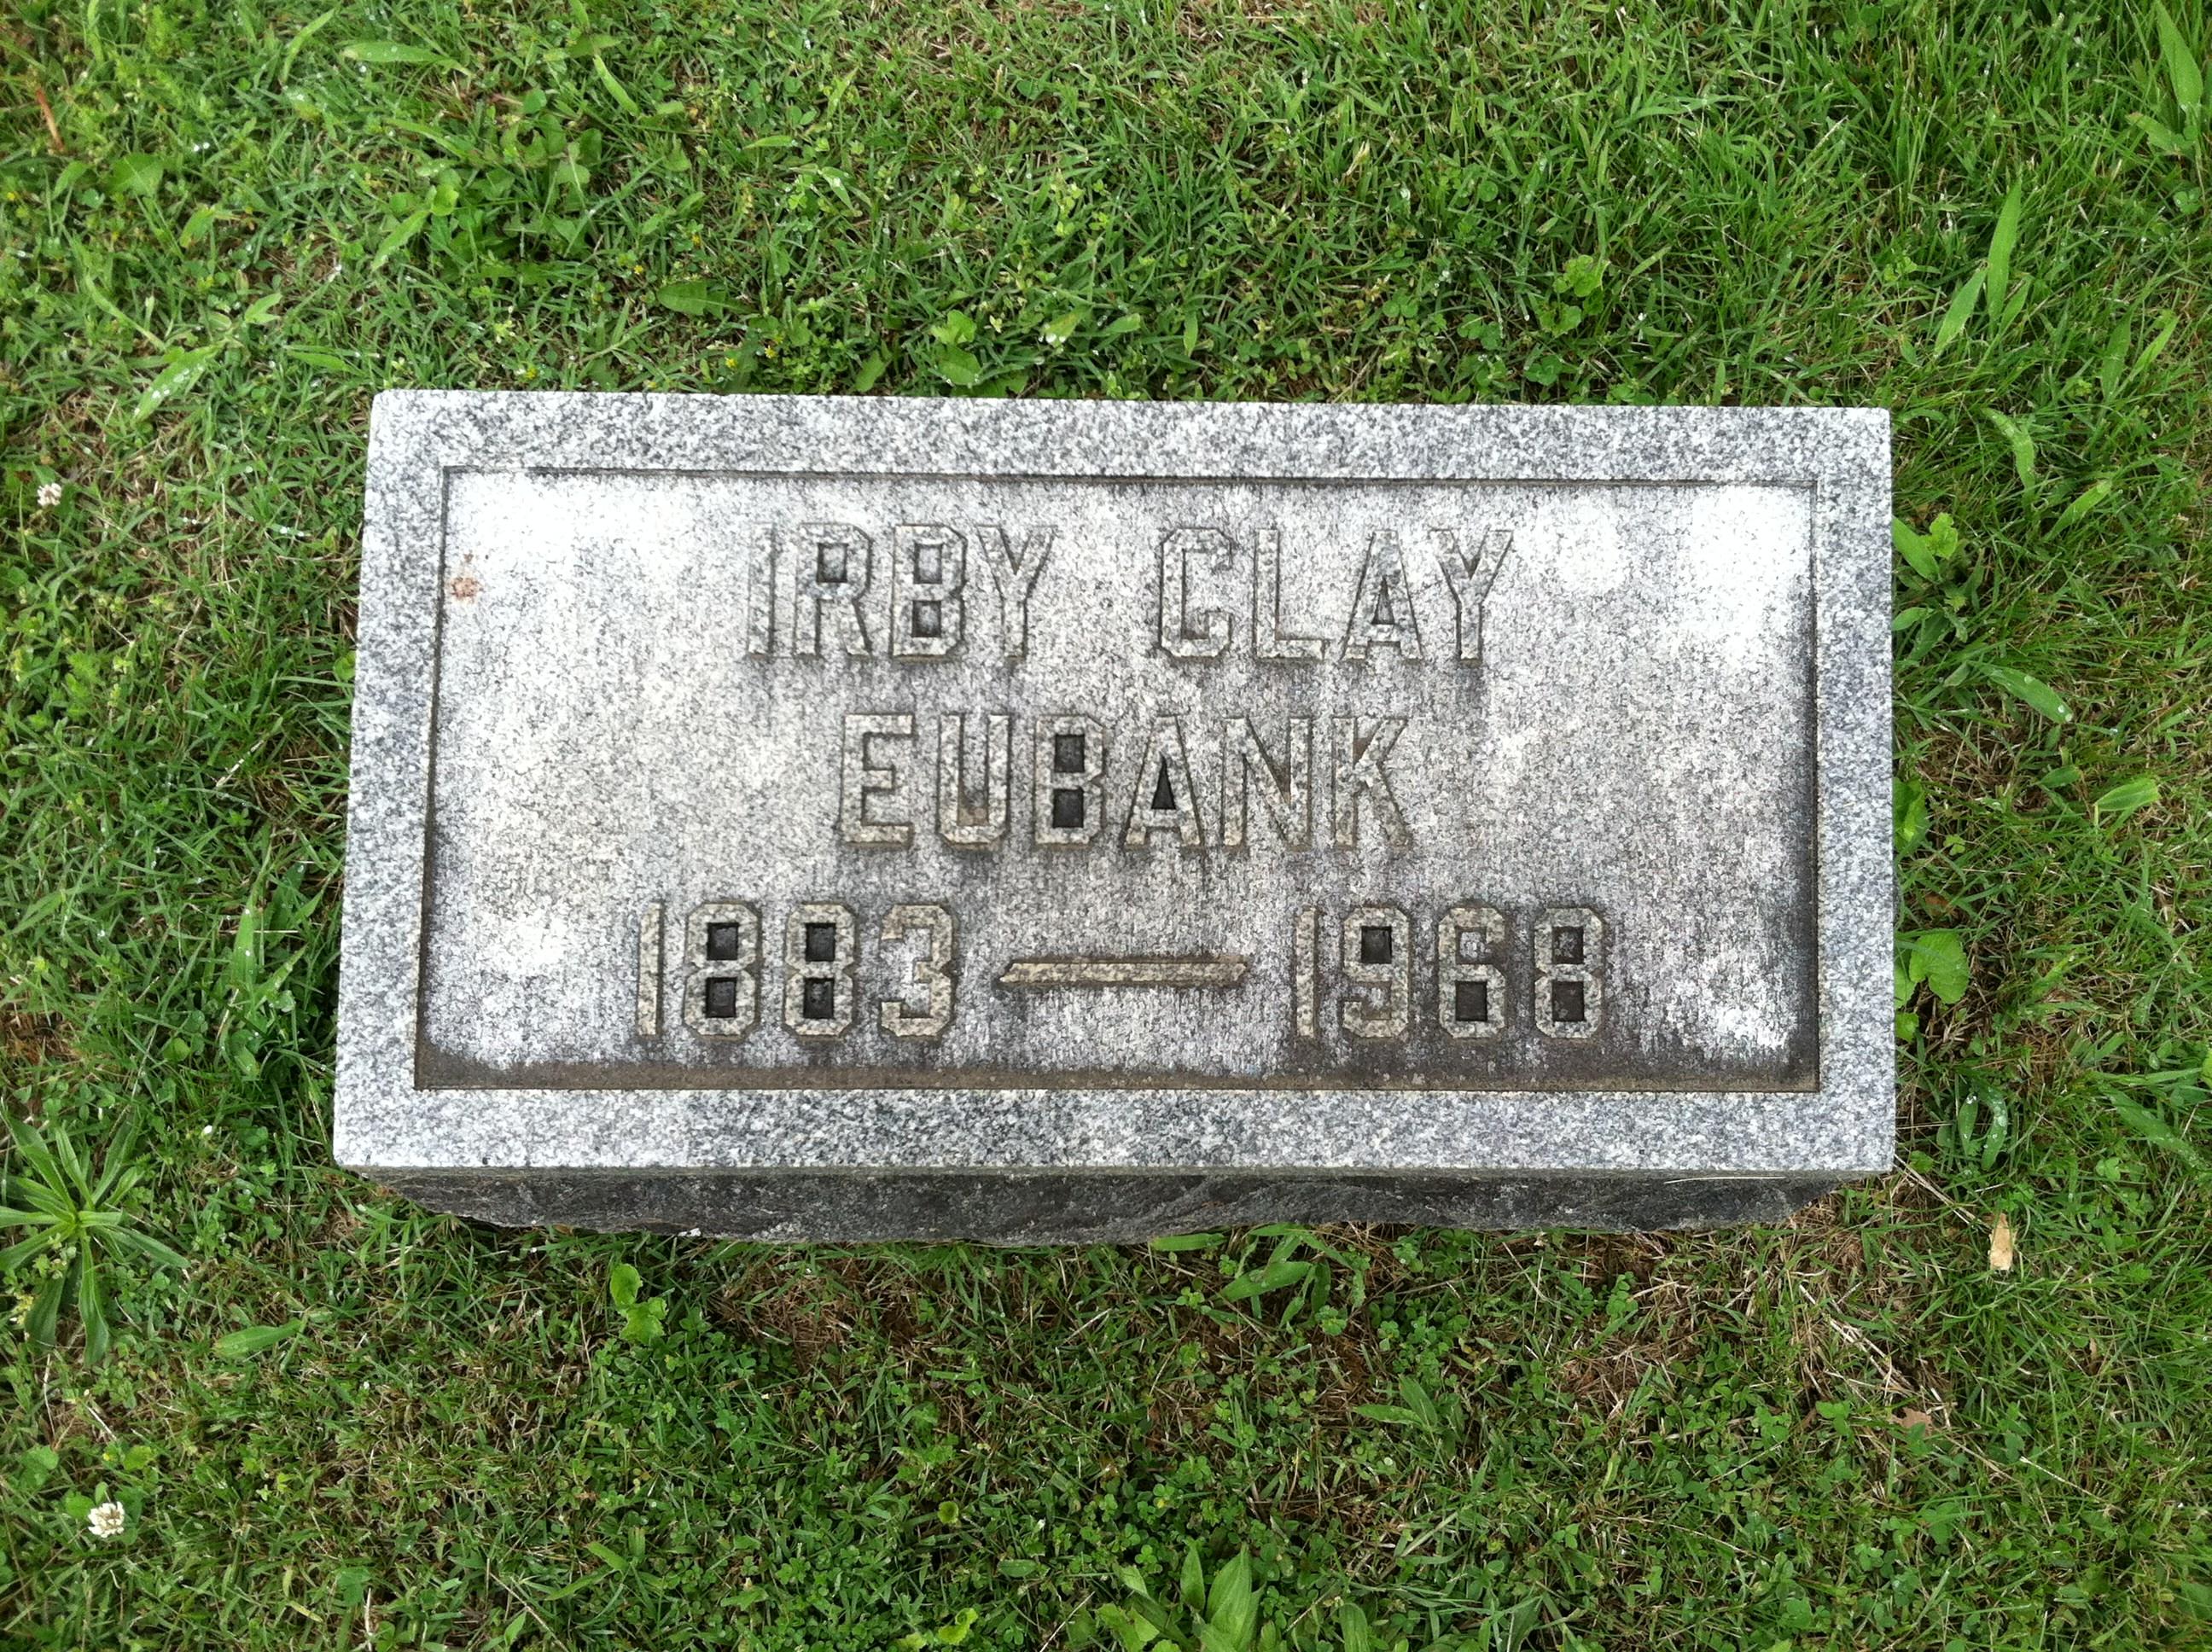 IRBY CLAY
EUBANK
1883 — 1968